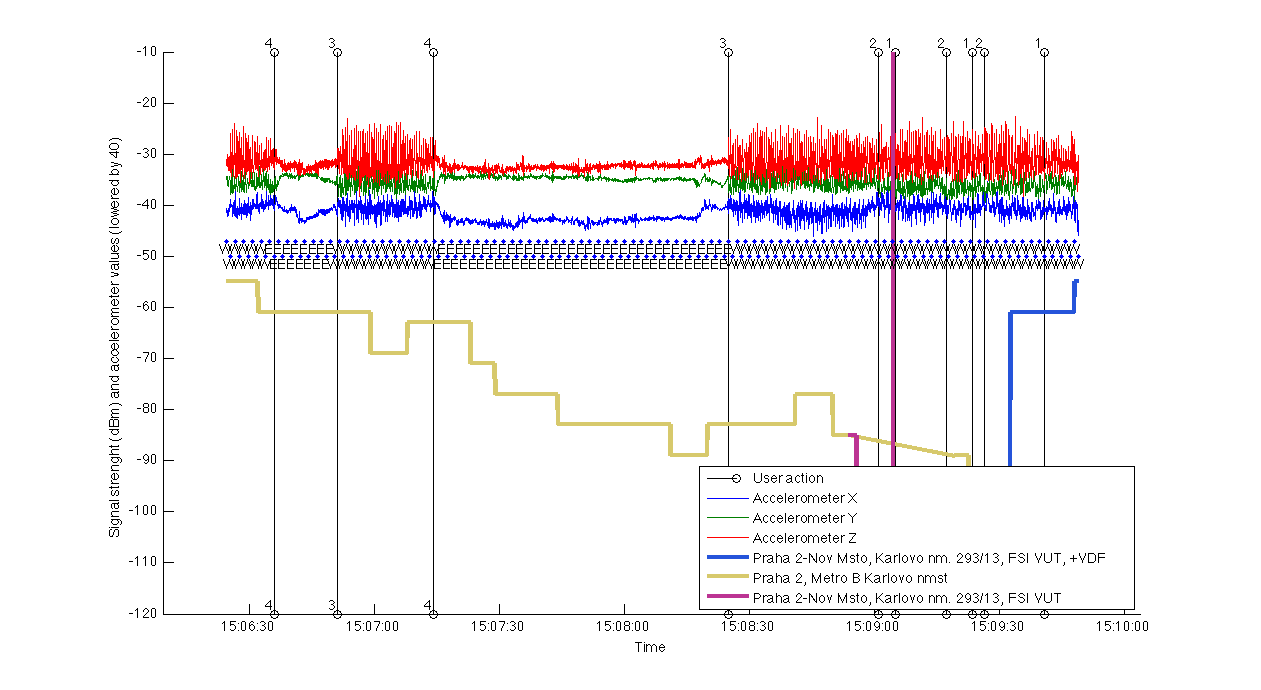 4 3 4 3 2 1 2 1 2 1
-10
-20
-30
-40
-50
-60
-70
-80
-90
-100
-110
-120
Signal strenght (dBm) and accelerometer values (lowered by 40)
User action
Accelerometer X
Accelerometer Y
Accelerometer Z
Praha 2-Nov Msto, Karlovo nm. 293/13, FSI VUT, +VDF
Praha 2, Metro B Karlovo nmst
Praha 2-Nov Msto, Karlovo nm. 293/13, FSI VUT
4 3 4
15:06:30 15:07:00 15:07:30 15:08:00 15:08:30 15:09:00 15:09:30 15:10:00
Time